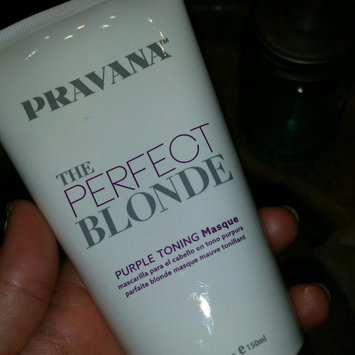 PRAVANA™
THE
PERFECT
BLONDE
PURPLE TONING Masque
mascarilla para el cabello en tono purpura
parfaite blonde masque mauve tonifiant
e 150ml